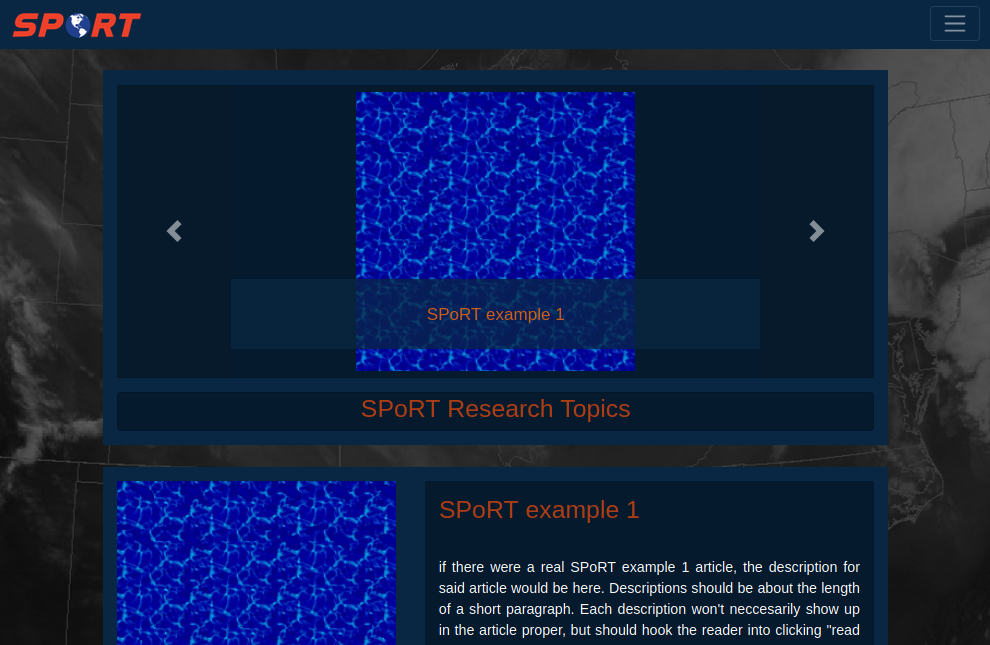 SPORT
SPoRT example 1
SPoRT Research Topics
SPoRT example 1
if there were a real SPoRT example 1 article, the description for
said article would be here. Descriptions should be about the length
of a short paragraph. Each description won't neccesarily show up
in the article proper, but should hook the reader into clicking "read